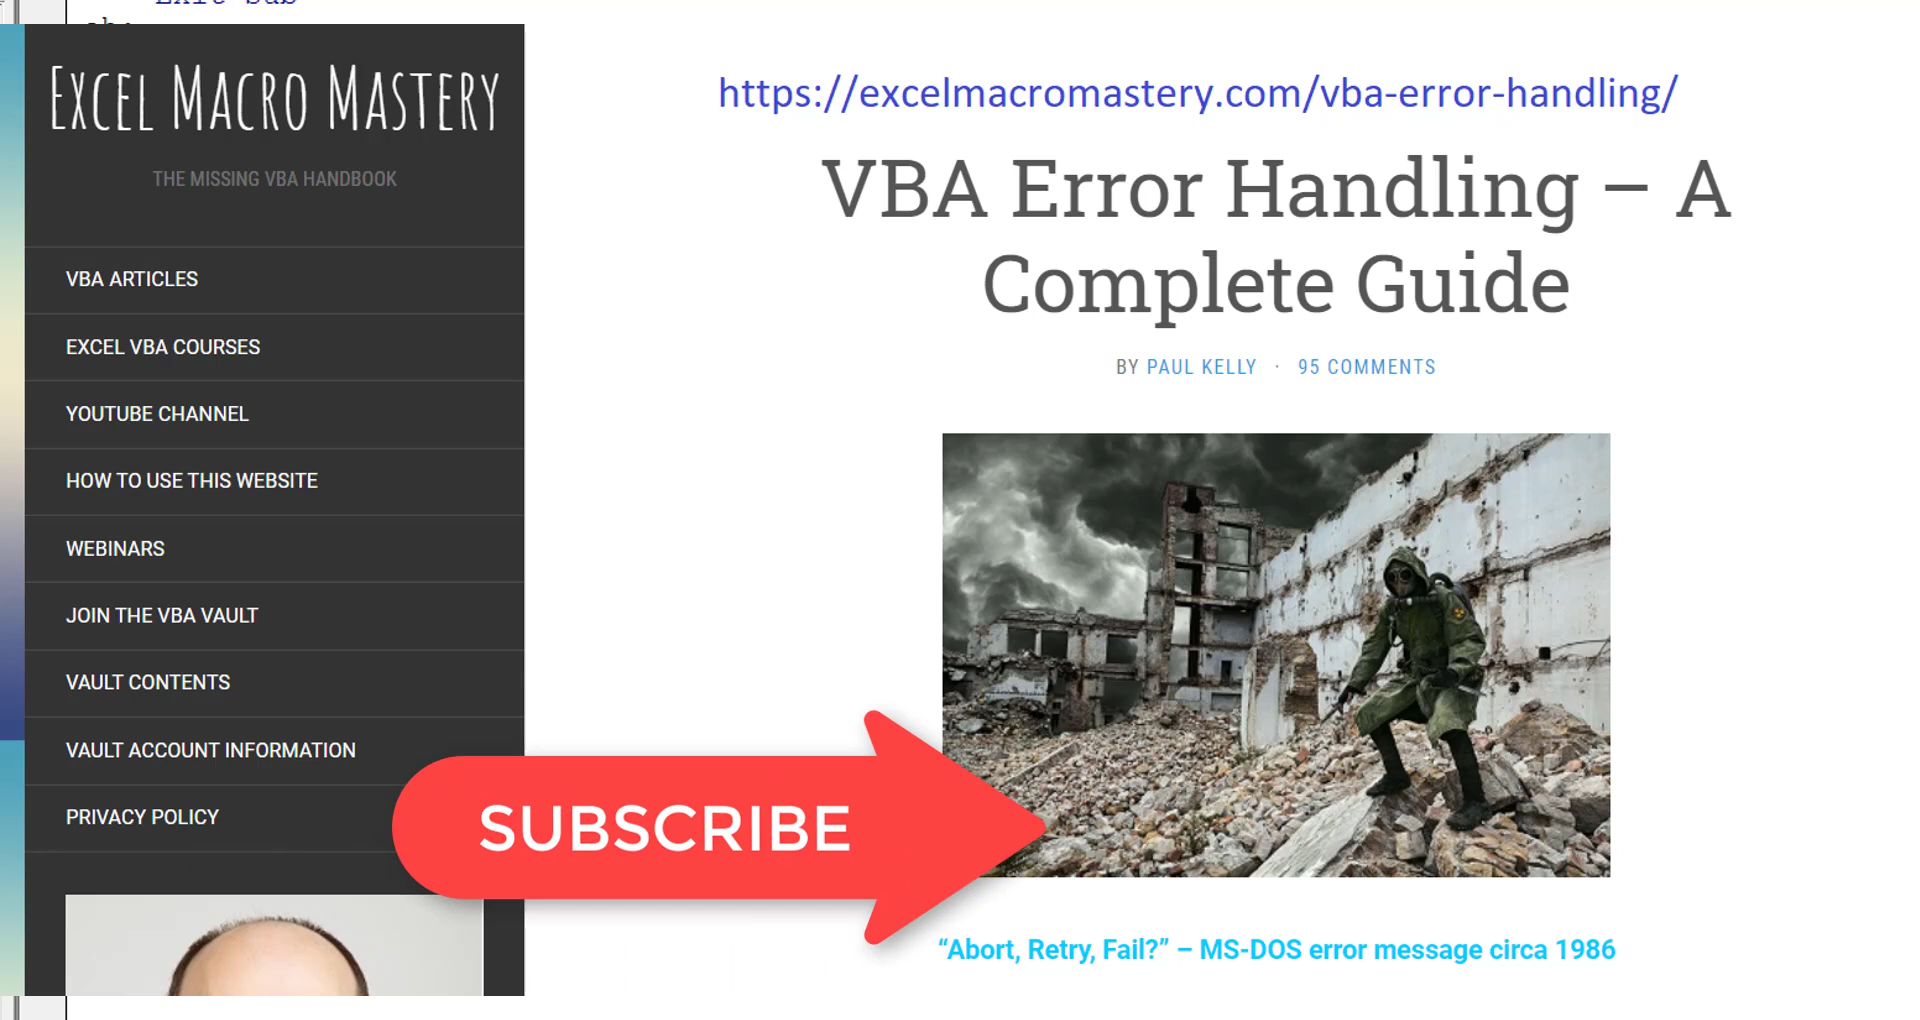 Exit Sub
EXCEL MACRO MASTERY
THE MISSING VBA HANDBOOK
VBA ARTICLES
EXCEL VBA COURSES
YOUTUBE CHANNEL
HOW TO USE THIS WEBSITE
WEBINARS
JOIN THE VBA VAULT
VAULT CONTENTS
VAULT ACCOUNT INFORMATION
PRIVACY POLICY
https://excelmacromastery.com/vba-error-handling/
VBA Error Handling – A
Complete Guide
BY PAUL KELLY · 95 COMMENTS
SUBSCRIBE
“Abort, Retry, Fail?” – MS-DOS error message circa 1986